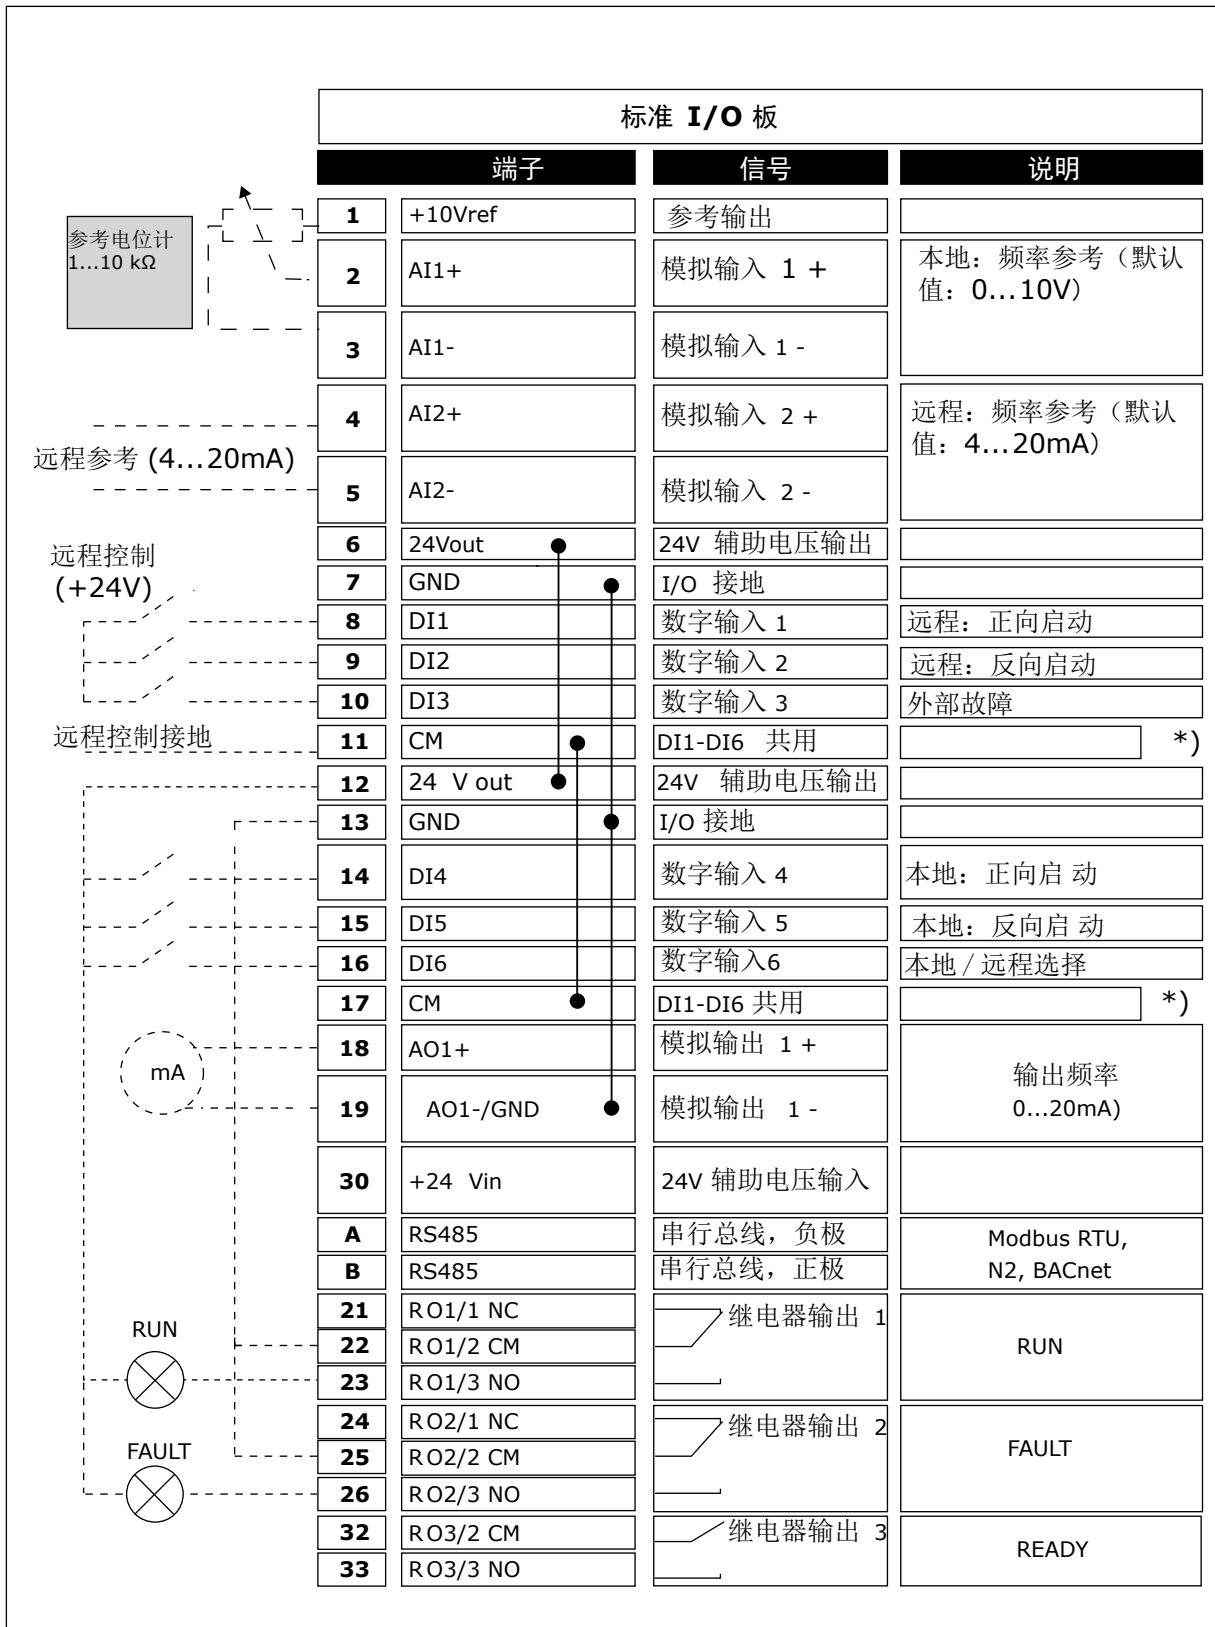 标准 I/O 板
端子 信号 说明
参考电位计
1...10 kΩ
1 +10Vref 参考输出
2 AI1+ 模拟输入 1 + 本地：频率参考（默认
值：0...10V）
3 AI1- 模拟输入 1 -
4 AI2+ 模拟输入 2 + 远程：频率参考（默认
值：4...20mA）
远程参考 (4...20mA)
5 AI2- 模拟输入 2 -
6 24Vout 24V 辅助电压输出
远程控制
(+24V)
7 GND I/O 接地
8 DI1 数字输入 1 远程：正向启动
9 DI2 数字输入 2 远程：反向启动
10 DI3 数字输入 3 外部故障
远程控制接地
11 CM DI1-DI6 共用 *)
12 24 V out 24V 辅助电压输出
13 GND I/O 接地
14 DI4 数字输入 4 本地：正向启 动
15 DI5 数字输入 5 本地：反向启 动
16 DI6 数字输入6 本地/远程选择
17 CM DI1-DI6 共用 *)
18 AO1+ 模拟输出 1 +
mA
输出频率
0...20mA)
19 AO1-/GND 模拟输出 1 -
30 +24 Vin 24V 辅助电压输入
A RS485 串行总线，负极
B RS485 串行总线，正极
Modbus RTU,
N2, BACnet
21 RO1/1 NC 继电器输出 1
RUN
22 RO1/2 CM RUN
23 RO1/3 NO
24 RO2/1 NC 继电器输出 2
FAULT
25 RO2/2 CM FAULT
26 RO2/3 NO
32 RO3/2 CM 继电器输出 3
READY
33 RO3/3 NO